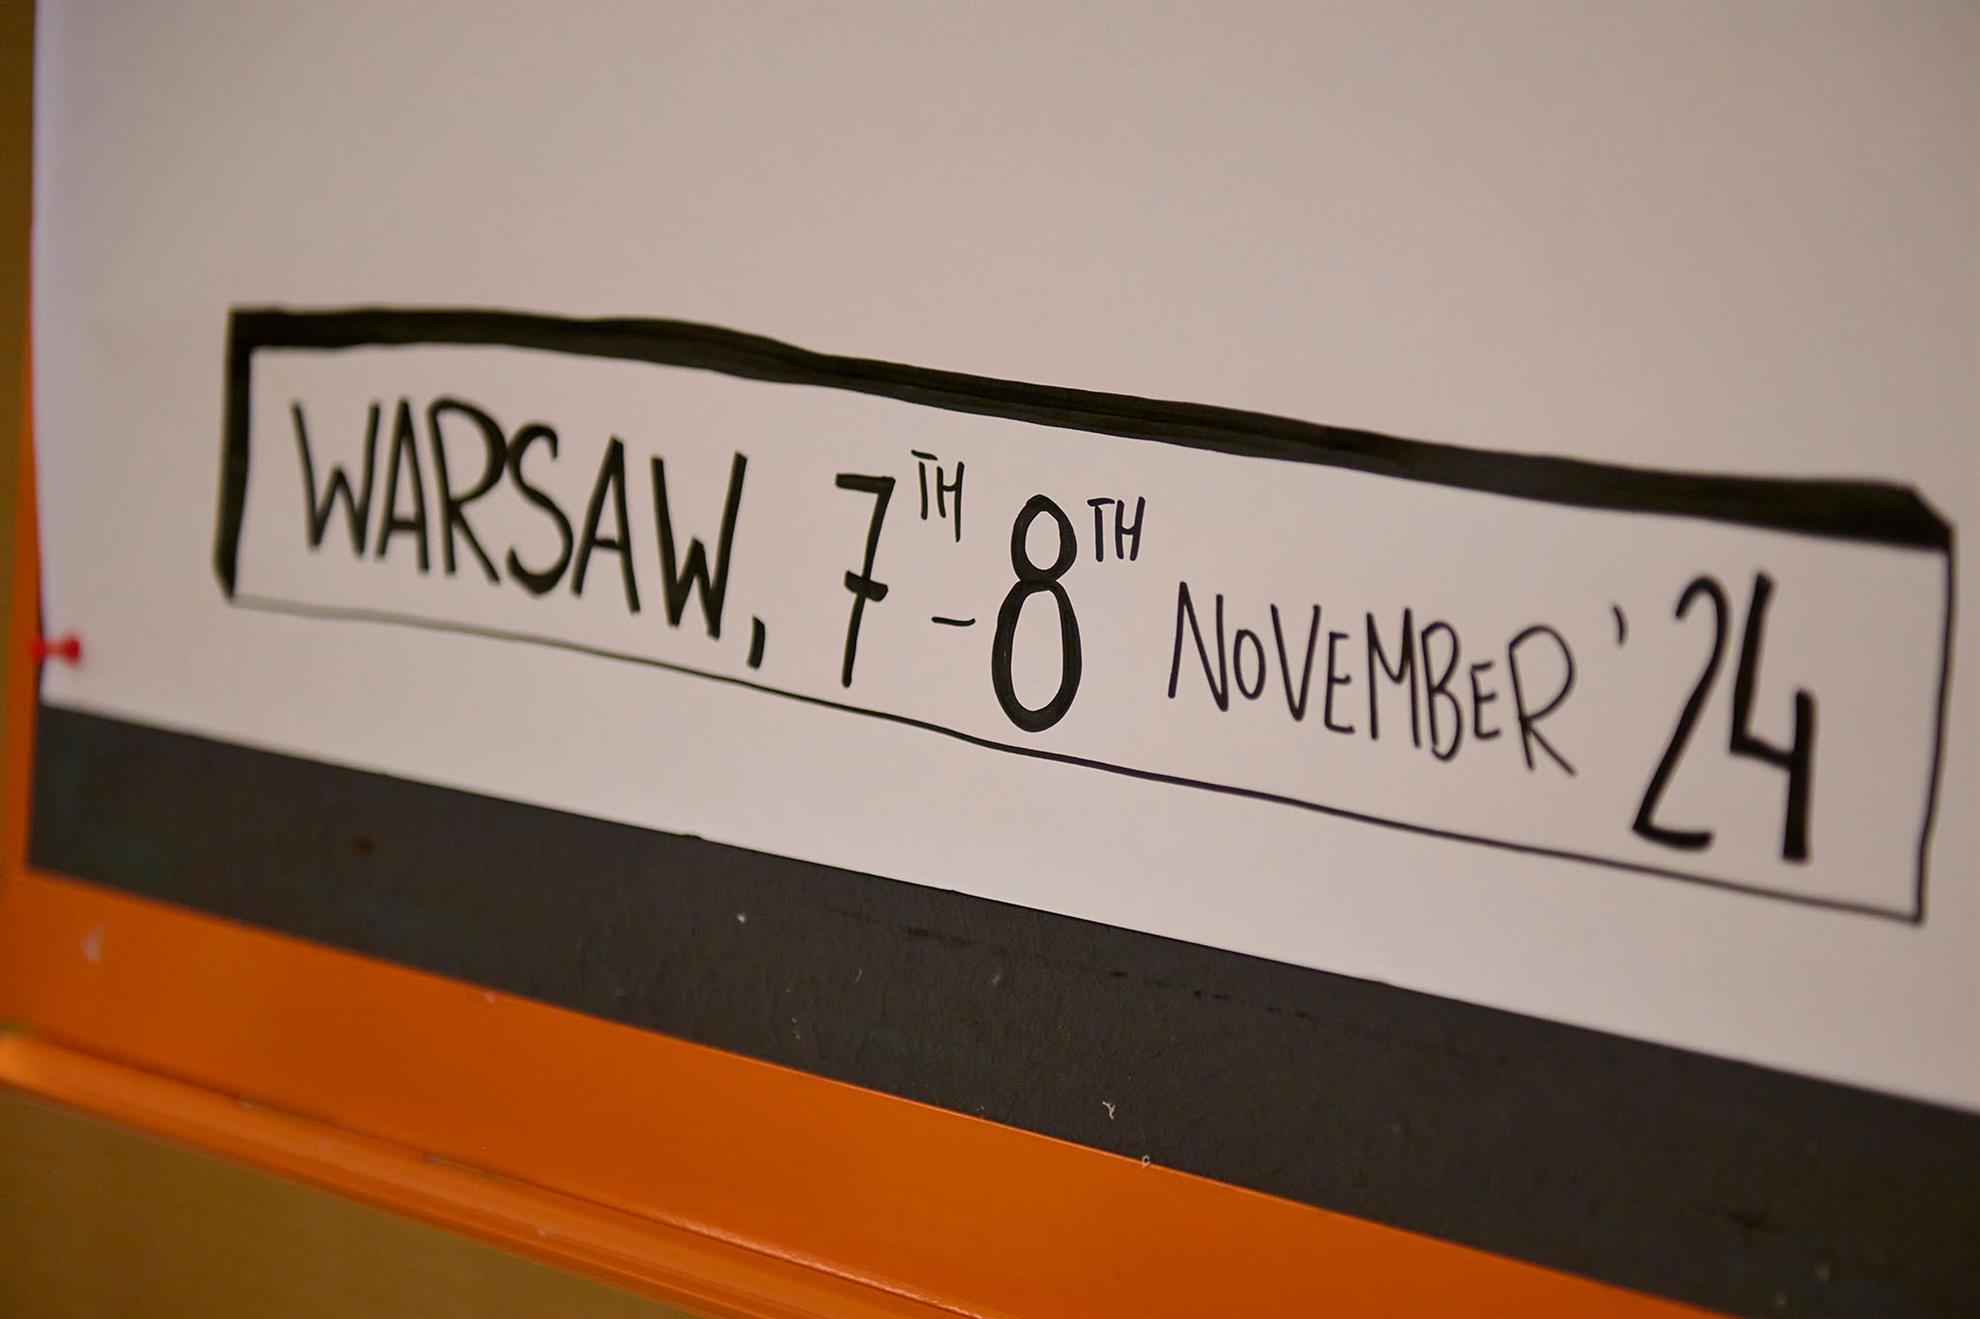 WARSAW, 7TH-8TH NOVEMBER '24